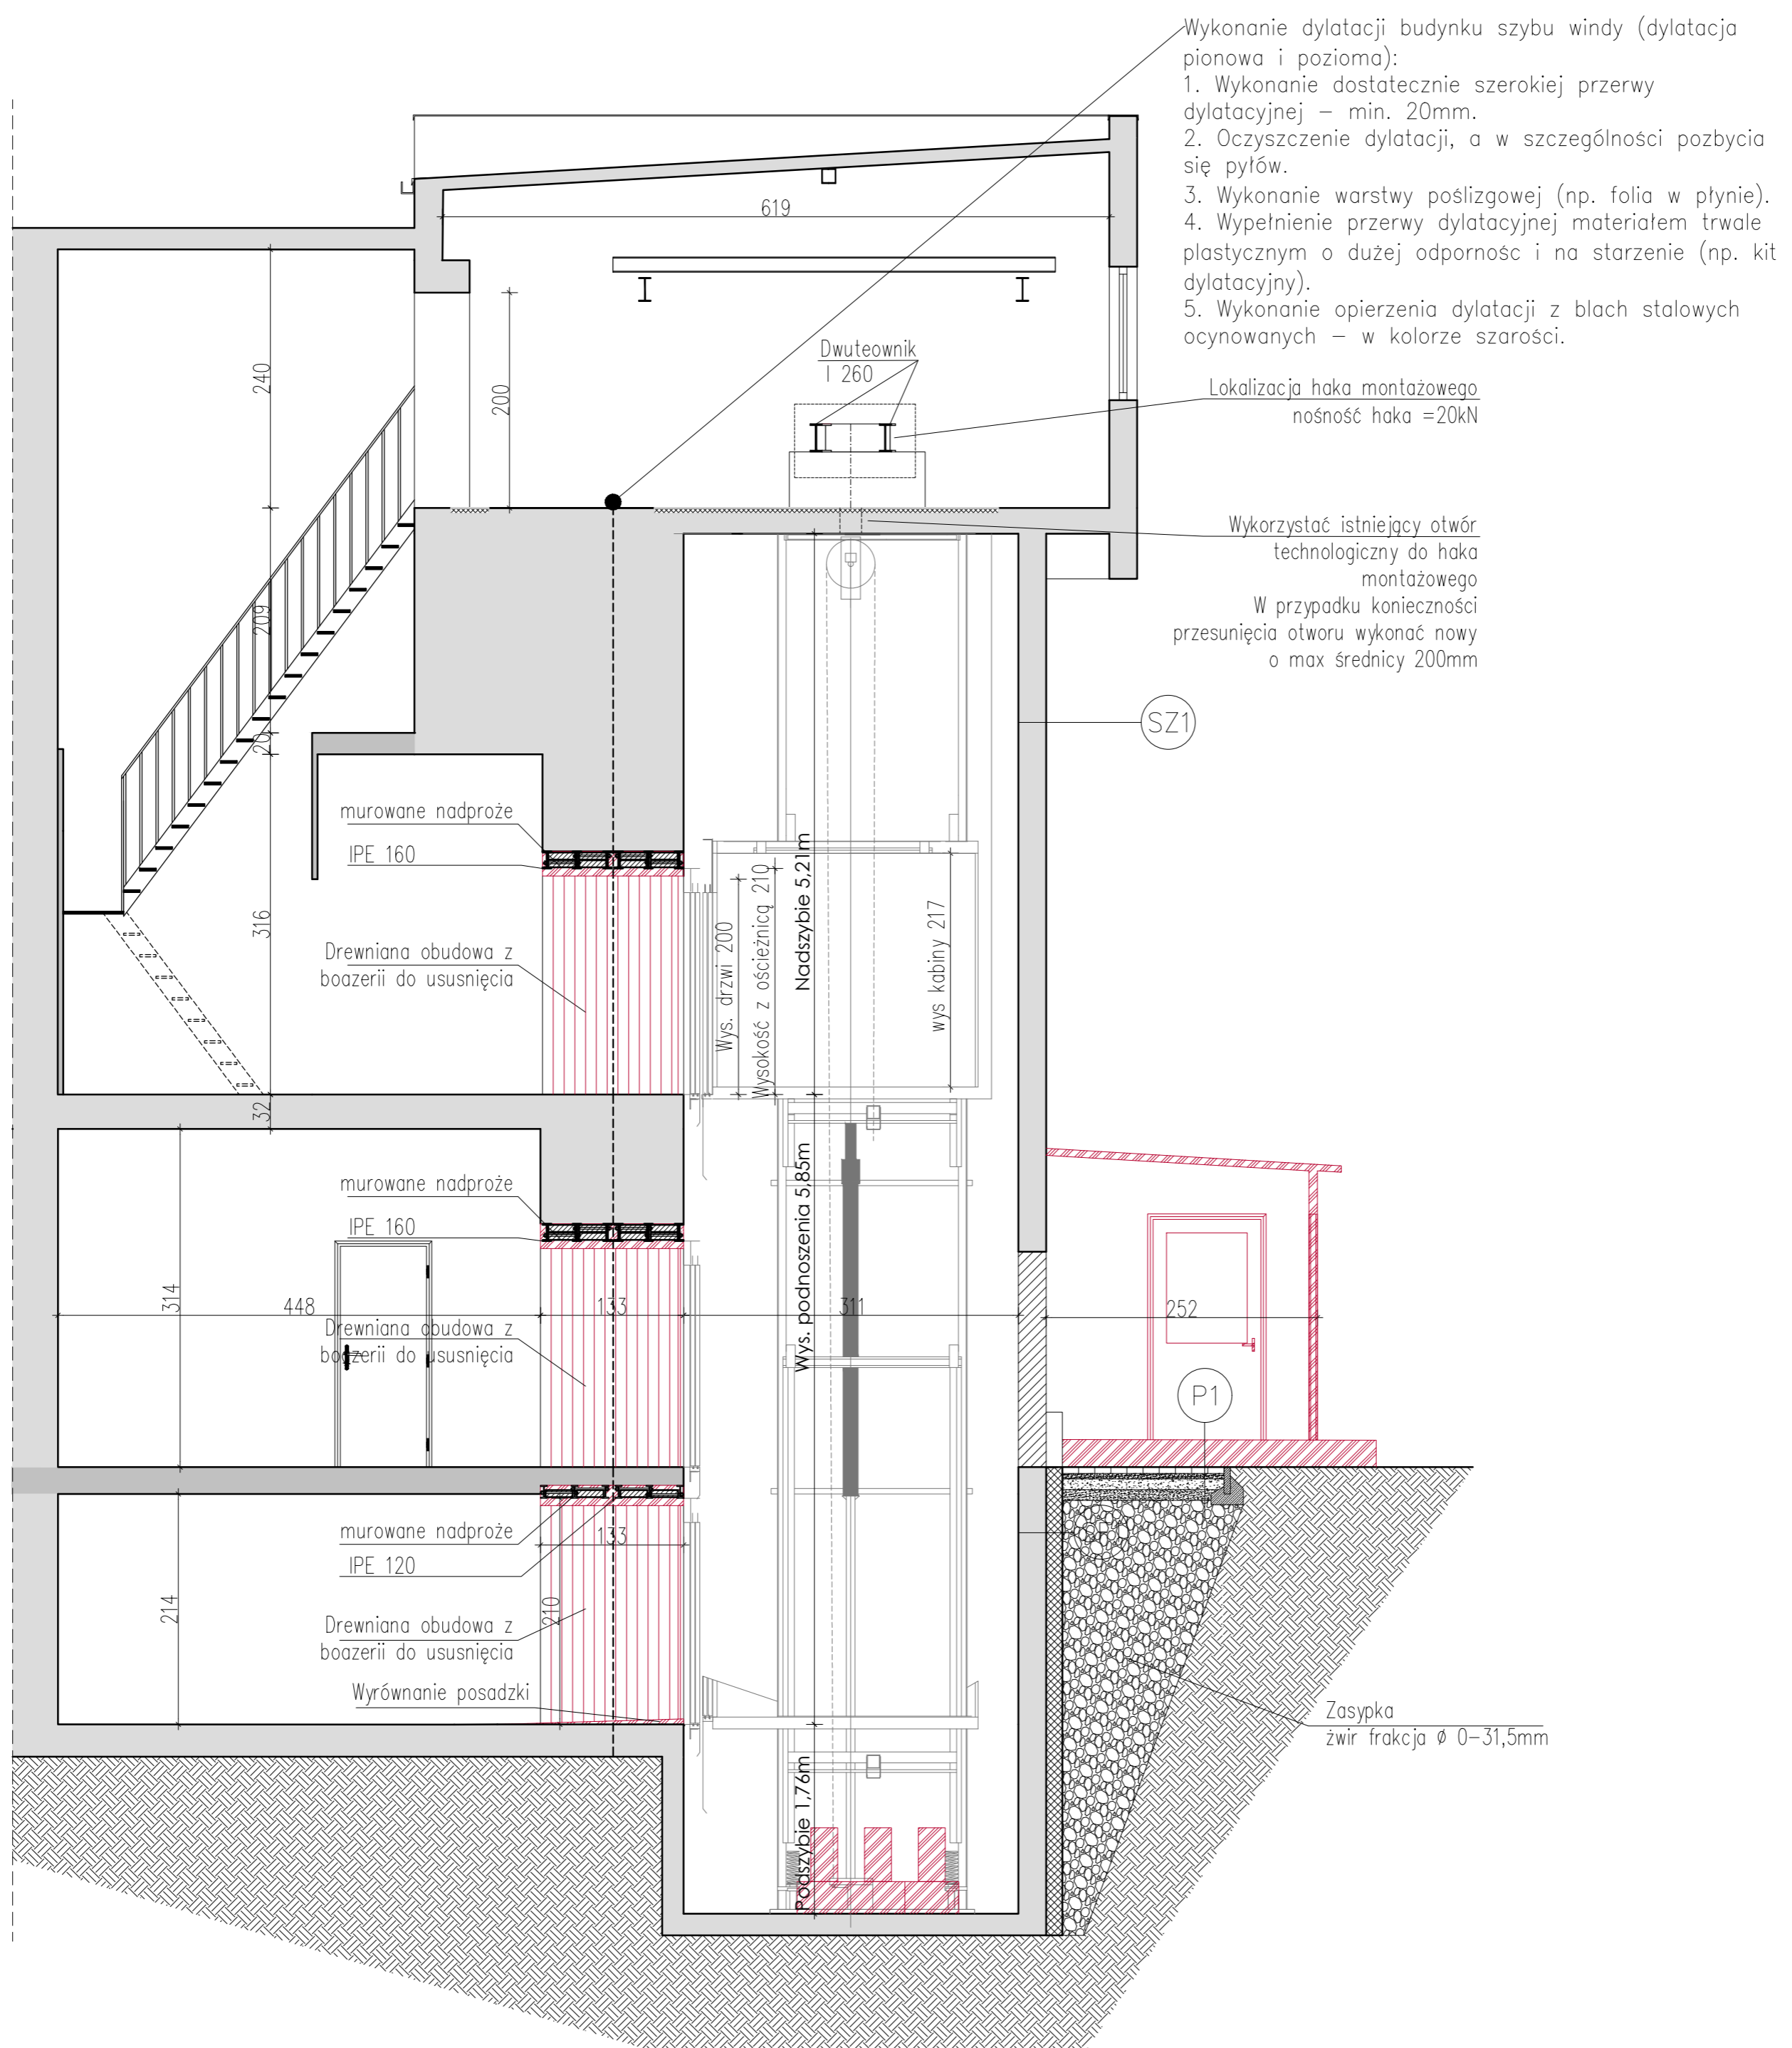 Wykonanie dylatacji budynku szybu windy (dylatacja
pionowa i pozioma):
1. Wykonanie dostatecznie szerokiej przerwy
dylatacyjnej – min. 20mm.
2. Oczyszczenie dylatacji, a w szczególności pozbycia
się pyłów.
3. Wykonanie warstwy poślizgowej (np. folia w płynie).
4. Wypełnienie przerwy dylatacyjnej materiałem trwale
plastycznym o dużej odpornośc i na starzenie (np. kit
dylatacyjny).
5. Wykonanie opierzenia dylatacji z blach stalowych
ocynowanych – w kolorze szarości.
619
240
200
Dwuteownik
I 260
Lokalizacja haka montażowego
nośność haka =20kN
Wykorzystać istniejący otwór
technologiczny do haka
montażowego
W przypadku konieczności
przesunięcia otworu wykonać nowy
o max średnicy 200mm
209
20
SZ1
murowane nadproże
IPE 160
316
Drewniana obudowa z
boazerii do ususnięcia
Wys. drzwi 200
Wysokość z ościeżnicą 210
Nadszybie 5,21m
wys kabiny 217
32
murowane nadproże
IPE 160
314
448
133
311
252
Drewniana obudowa z
boazerii do ususnięcia
Wys. podnoszenia 5,85m
P1
murowane nadproże
133
IPE 120
214
210
Drewniana obudowa z
boazerii do ususnięcia
Wyrównanie posadzki
Podszybie 1,76m
Zasypka
żwir frakcja Ø 0–31,5mm